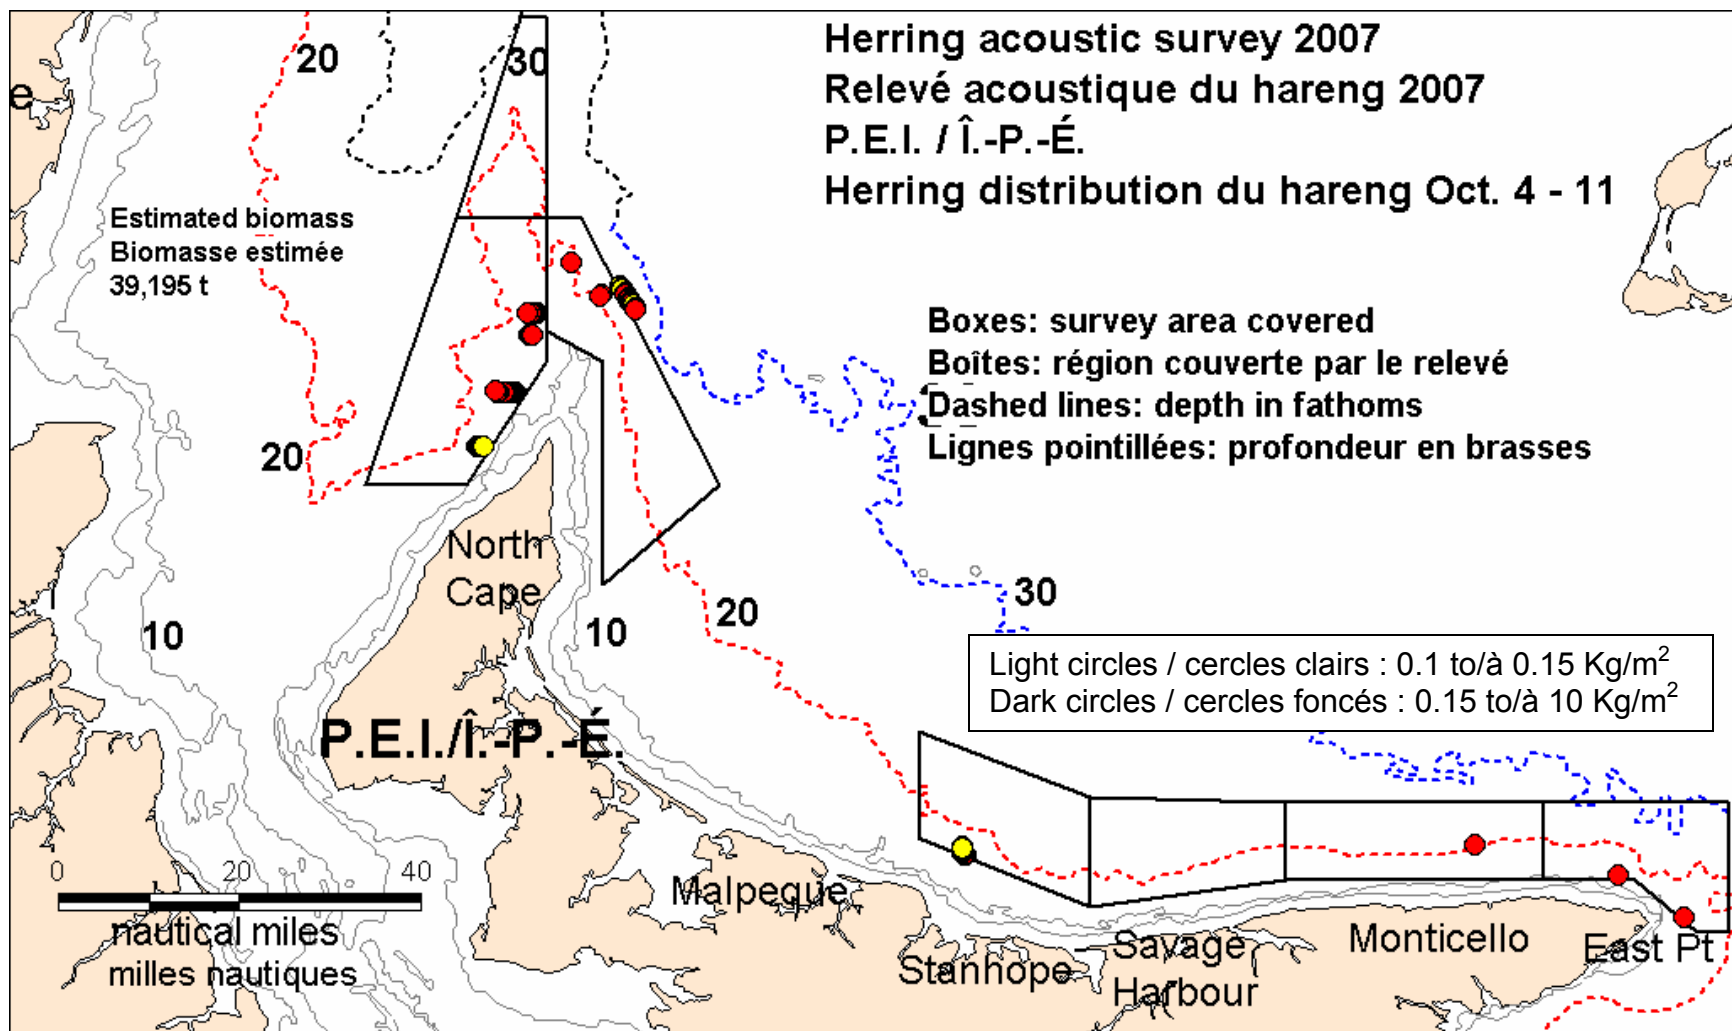 Herring acoustic survey 2007
Relevé acoustique du hareng 2007
P.E.I. / Î.-P.-É.
Herring distribution du hareng Oct. 4 - 11
20
30
e
Estimated biomass
Biomasse estimée
39,195 t
Boxes: survey area covered
Boîtes: région couverte par le relevé
Dashed lines: depth in fathoms
Lignes pointillées: profondeur en brasses
20
North
Cape
10
10
20
30
Light circles / cercles clairs : 0.1 to/à 0.15 Kg/m²
Dark circles / cercles foncés : 0.15 to/à 10 Kg/m²
P.E.I./Î.-P.-É.
0 20 40
nautical miles
milles nautiques
Malpeque
Stanhope
Savage
Harbour
Monticello
East Pt